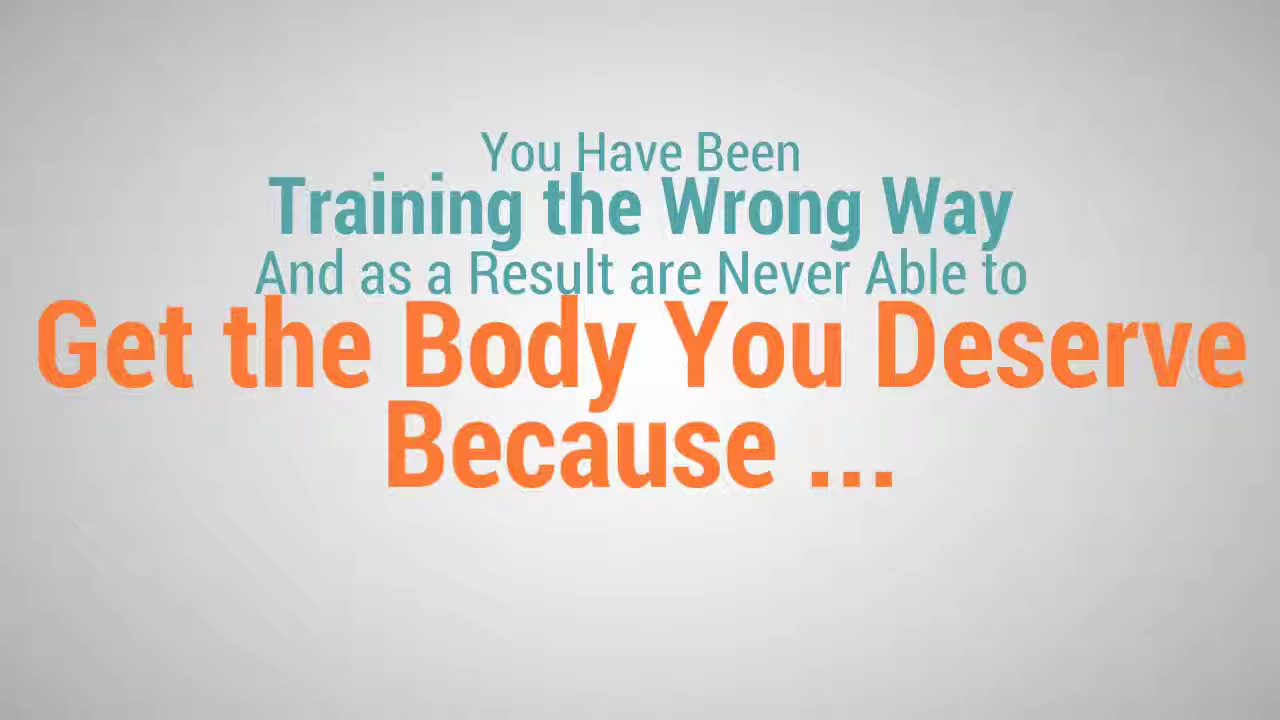 You Have Been
Training the Wrong Way
And as a Result are Never Able to
Get the Body You Deserve
Because ...